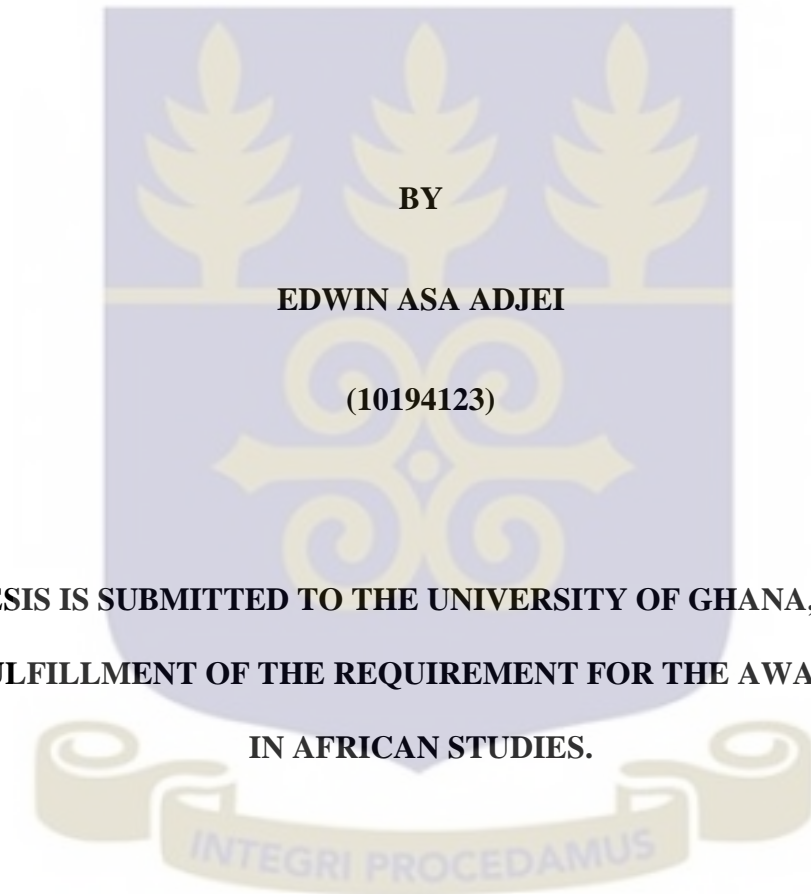 BY
EDWIN ASA ADJEI
(10194123)
ESIS IS SUBMITTED TO THE UNIVERSITY OF GHANA,
LFILLMENT OF THE REQUIREMENT FOR THE AWA
IN AFRICAN STUDIES.
INTEGRI PROCEDAMUS